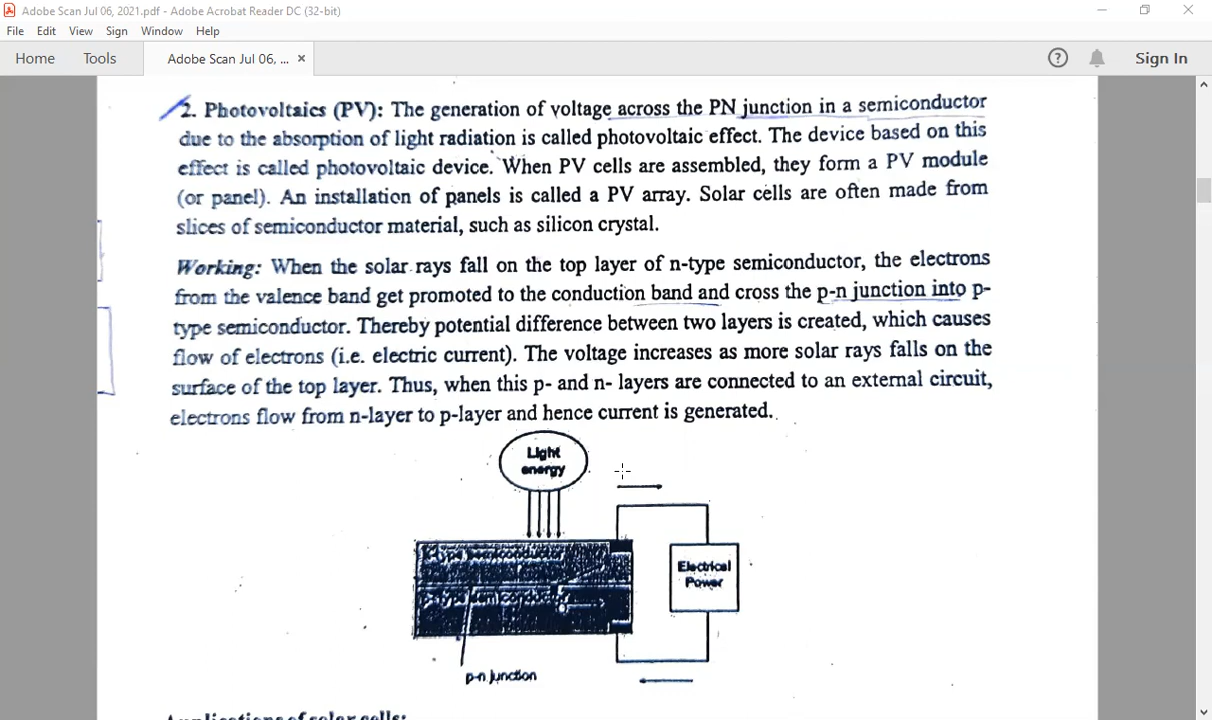 Adobe Scan Jul 06, 2021.pdf - Adobe Acrobat Reader DC (32-bit)
File Edit View Sign Window Help
Home Tools Adobe Scan Jul 06, ... × Sign In
2. Photovoltaics (PV): The generation of voltage across the PN junction in a semiconductor
due to the absorption of light radiation is called photovoltaic effect. The device based on this
effect is called photovoltaic device. When PV cells are assembled, they form a PV module
(or panel). An installation of panels is called a PV array. Solar cells are often made from
slices of semiconductor material, such as silicon crystal.
Working: When the solar rays fall on the top layer of n-type semiconductor, the electrons
from the valence band get promoted to the conduction band and cross the p-n junction into p-
type semiconductor. Thereby potential difference between two layers is created, which causes
flow of electrons (i.e. electric current). The voltage increases as more solar rays falls on the
surface of the top layer. Thus, when this p- and n- layers are connected to an external circuit,
electrons flow from n-layer to p-layer and hence current is generated.
Light
energy
-type semiconductor
p-type semiconductor
Electrical
Power
p-n junction
Applications of solar cells: